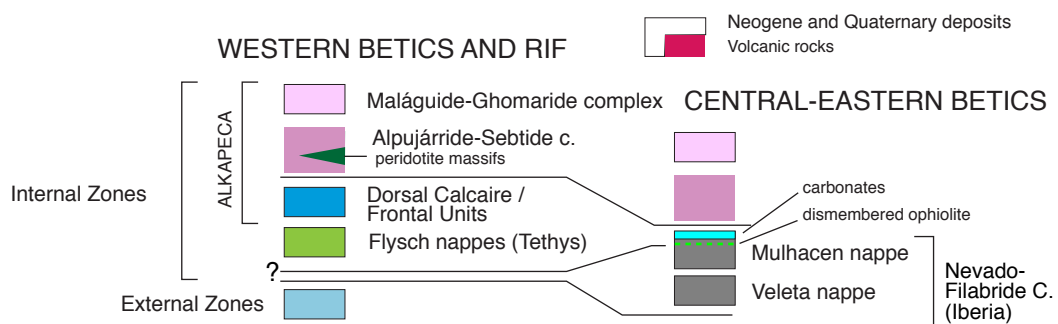 Neogene and Quaternary deposits
Volcanic rocks
WESTERN BETICS AND RIF
CENTRAL-EASTERN BETICS
Internal Zones
ALKAPECA
Maláguide-Ghomaride complex
Alpujárride-Sebtide c.
peridotite massifs
Dorsal Calcaire /
Frontal Units
Flysch nappes (Tethys)
?
External Zones
carbonates
dismembered ophiolite
Mulhacen nappe
Veleta nappe
Nevado-
Filabride C.
(Iberia)